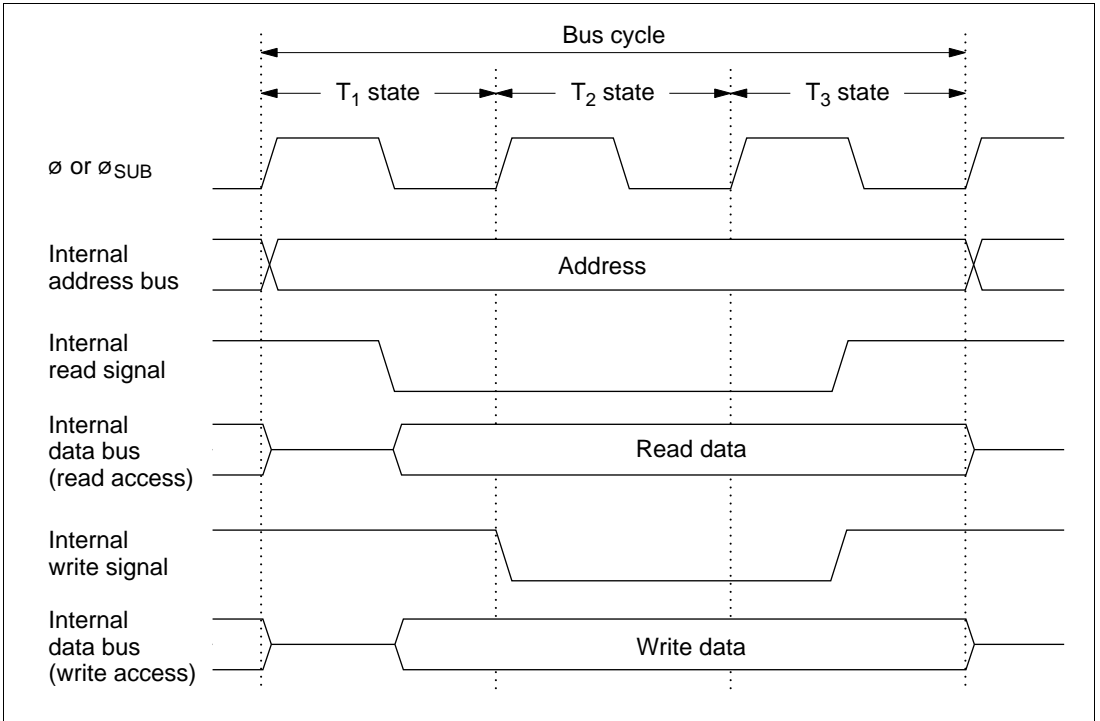 Bus cycle
T1 state
T2 state
T3 state
ø or øSUB
Internal
address bus
Address
Internal
read signal
Internal
data bus
(read access)
Read data
Internal
write signal
Internal
data bus
(write access)
Write data